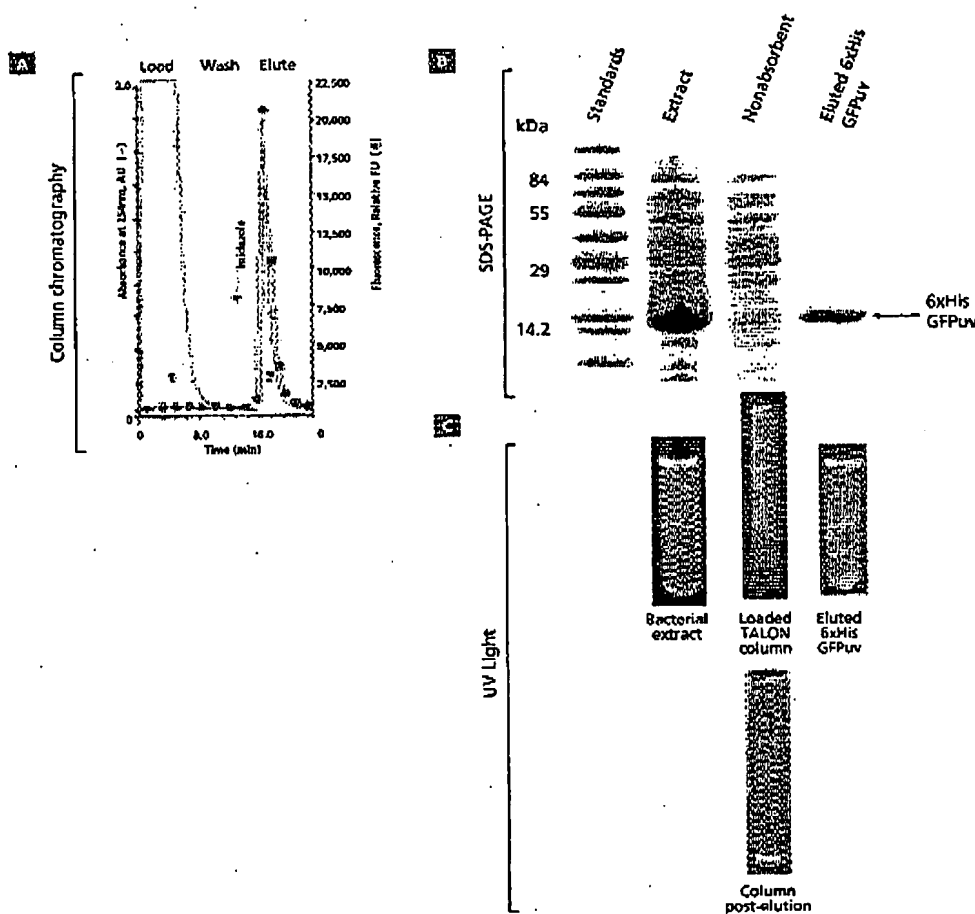 A
Load Wash Elute
Column chromatography
Absorbance at 254nm, AU (–)
2.0
0
0
8.0
16.0
0
Time (min)
Imidazole
22,500
20,000
17,500
15,000
12,500
10,000
7,500
5,000
2,500
Fluorescence, Relative FU
B
SDS-PAGE
kDa
84
55
29
14.2
Standards
Extract
Nonabsorbent
Eluted 6xHis
GFPuv
6xHis
GFPuv
C
UV Light
Bacterial
extract
Loaded
TALON
column
Eluted
6xHis
GFPuv
Column
post-elution